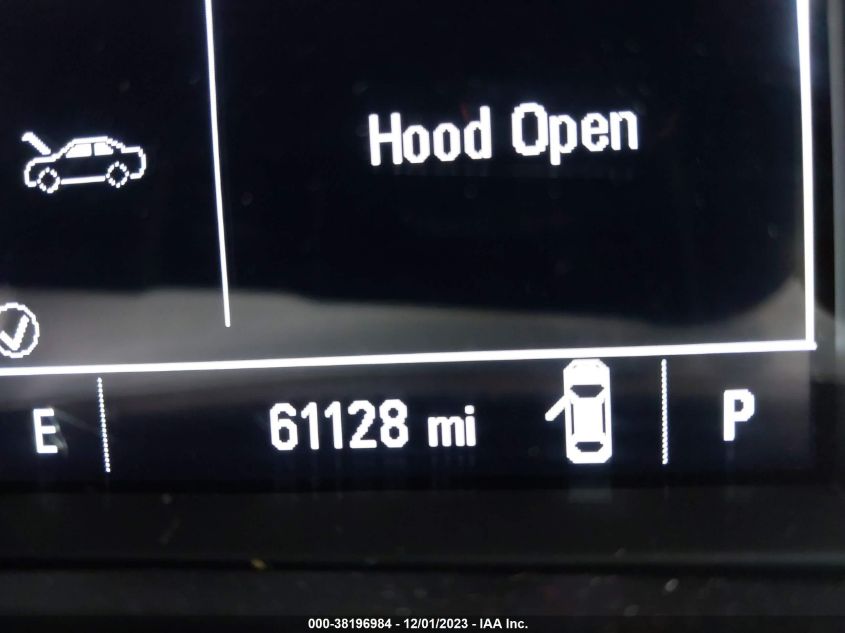 Hood Open
E
61128 mi
P
000-38196984 - 12/01/2023 - IAA Inc.